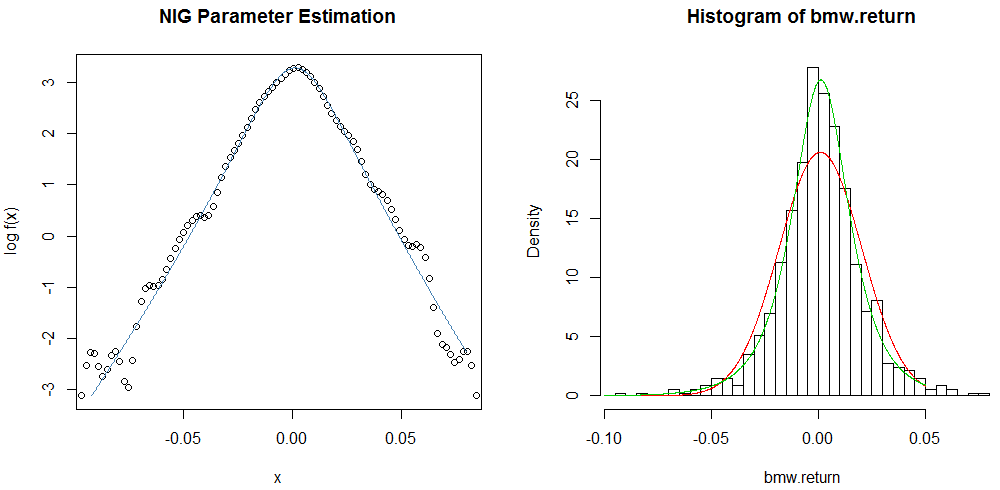 NIG Parameter Estimation
log f(x)
3
2
1
0
-1
-2
-3
-0.05 0.00 0.05
x
Histogram of bmw.return
Density
25
20
15
10
5
0
-0.10 -0.05 0.00 0.05
bmw.return